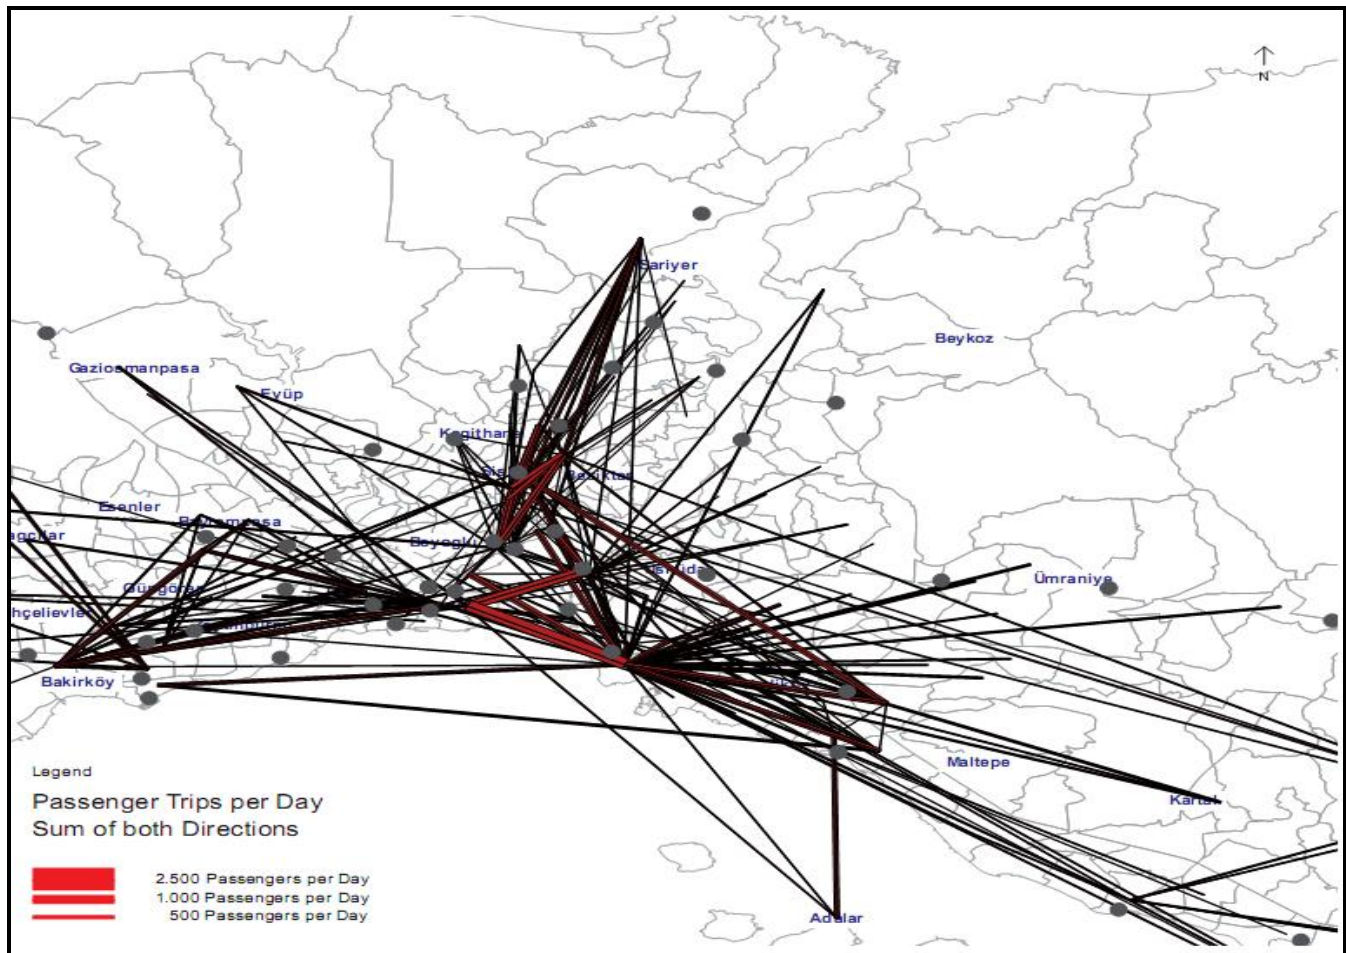 N
Sariyer
Beykoz
Gaziosmanpasa
Eyüp
Kagithane
Esenler
Beyoglu
Ümraniye
Güngören
Bakirköy
Maltepe
Kartal
Adalar
Legend
Passenger Trips per Day
Sum of both Directions
2.500 Passengers per Day
1.000 Passengers per Day
500 Passengers per Day